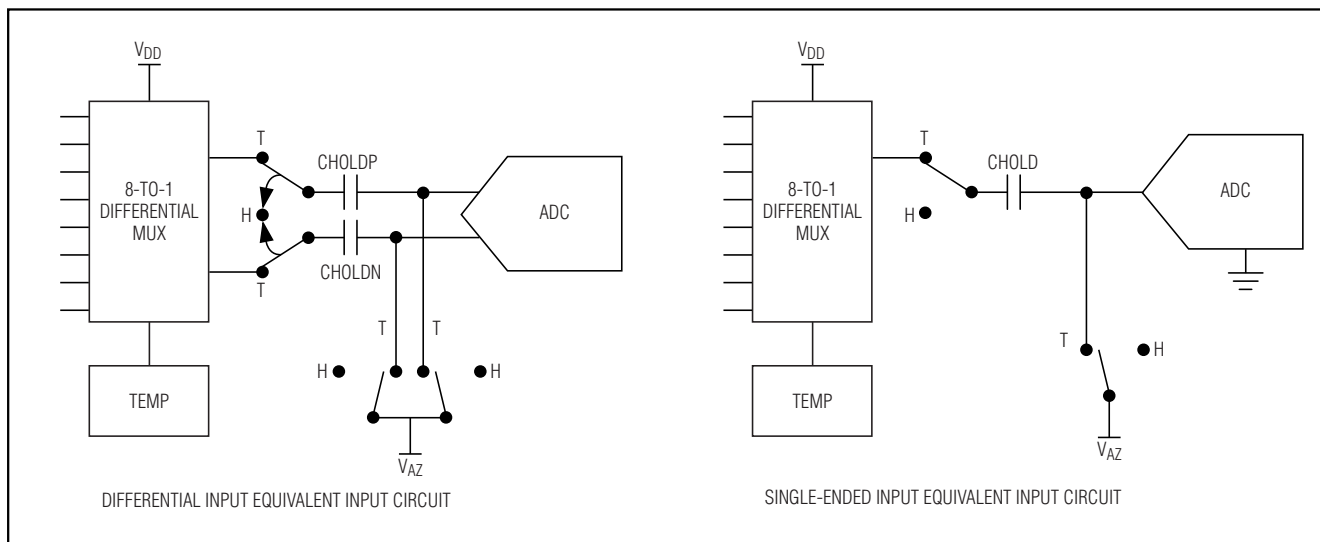 VDD
T
8-TO-1
DIFFERENTIAL
MUX
CHOLDP
H
CHOLDN
T
ADC
T
T
H
H
TEMP
VAZ
DIFFERENTIAL INPUT EQUIVALENT INPUT CIRCUIT
VDD
T
8-TO-1
DIFFERENTIAL
MUX
CHOLD
H
ADC
T
H
TEMP
VAZ
SINGLE-ENDED INPUT EQUIVALENT INPUT CIRCUIT